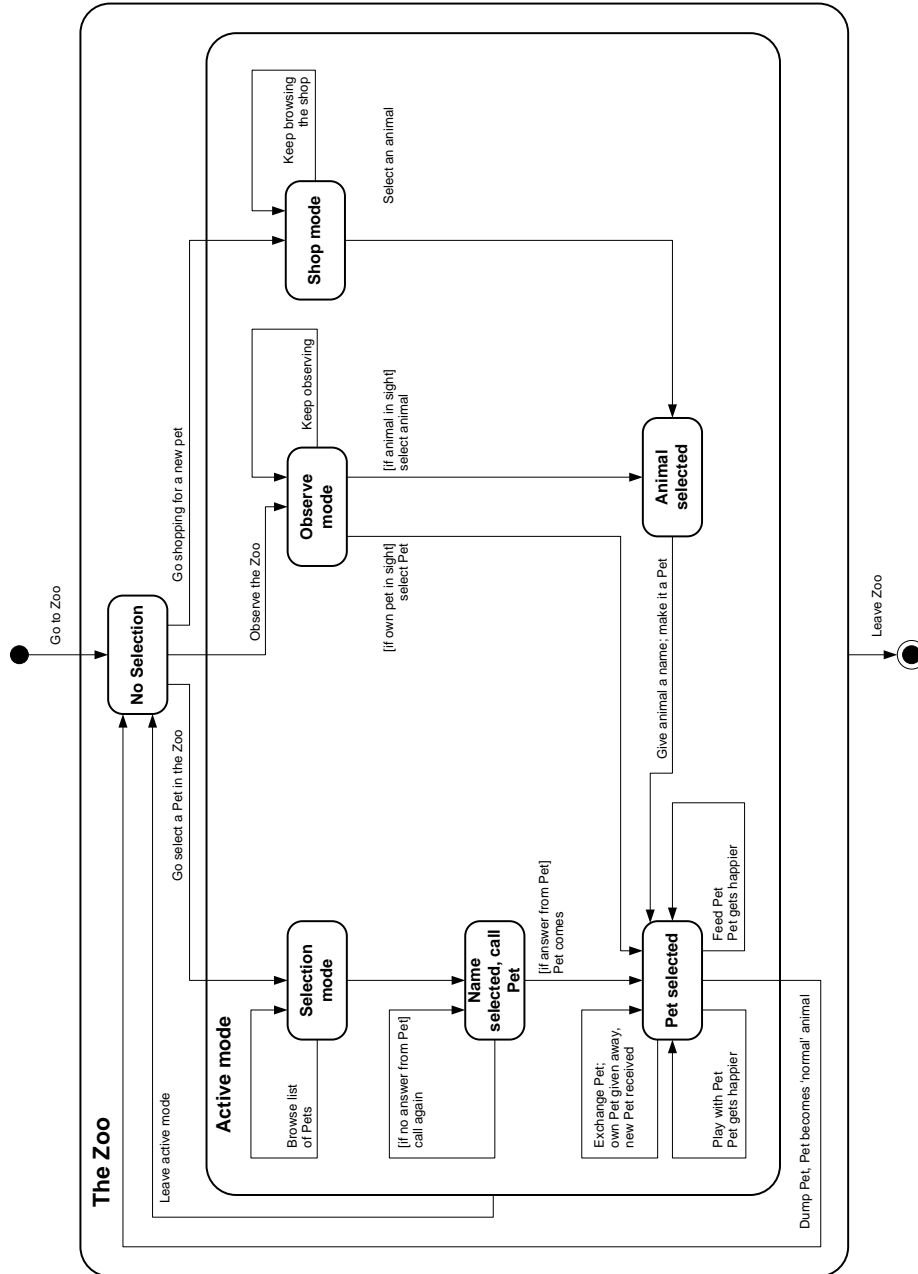 The Zoo
Go to Zoo
No Selection
Go select a Pet in the Zoo
Observe the Zoo
Go shopping for a new pet
Leave active mode
Active mode
Browse list
of Pets
Selection
mode
Keep observing
Observe
mode
Keep browsing
the shop
Shop mode
[if no answer from Pet]
call again
Name
selected, call
Pet
[if own pet in sight]
select Pet
[if animal in sight]
select animal
Select an animal
[if answer from Pet]
Pet comes
Exchange Pet;
own Pet given away,
new Pet received
Pet selected
Give animal a name; make it a Pet
Animal
selected
Play with Pet
Pet gets happier
Feed Pet
Pet gets happier
Dump Pet, Pet becomes ‘normal’ animal
Leave Zoo